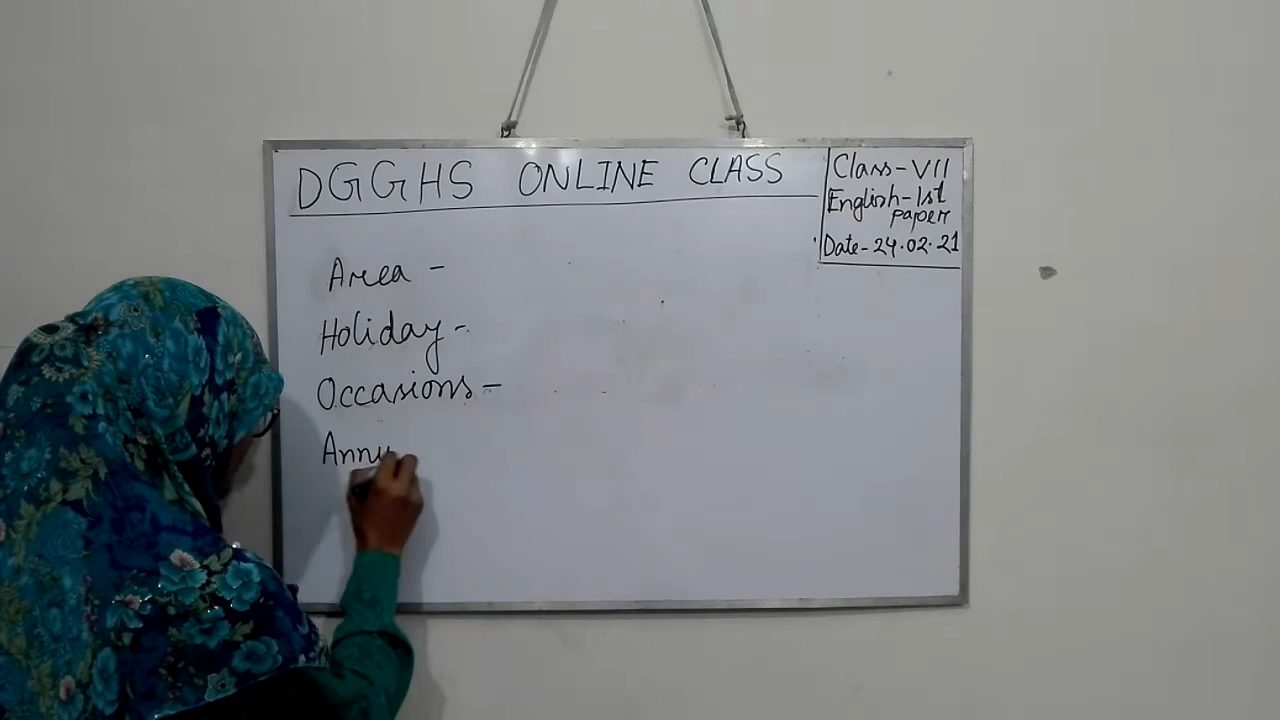 DGGHS ONLINE CLASS
Class-VII
English-1st
paper
Date-24.02.21
Area -
Holiday -
Occasions -
Annu